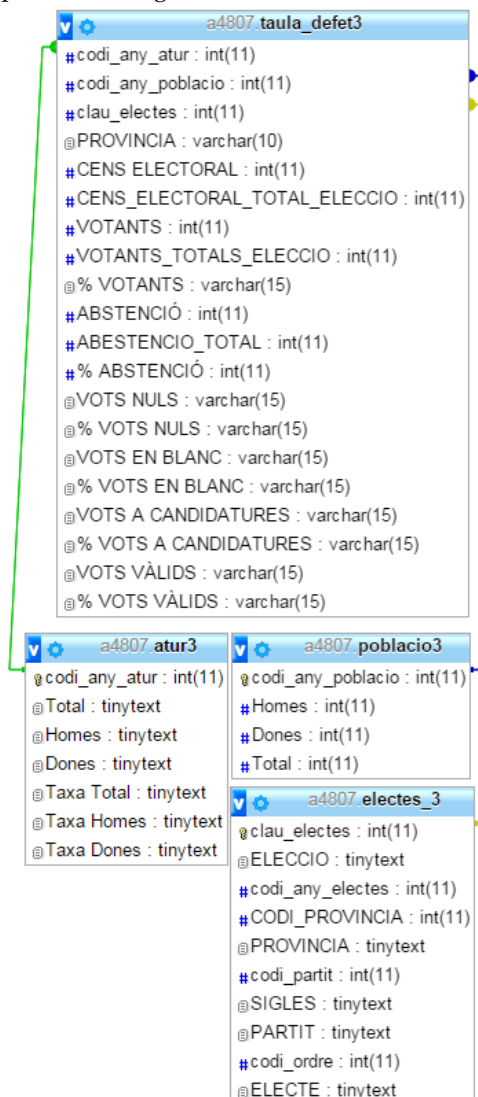 a4807.taula_defet3
#codi_any_atur : int(11)
#codi_any_poblacio : int(11)
#clau_electes : int(11)
PROVINCIA : varchar(10)
#CENS ELECTORAL : int(11)
#CENS_ELECTORAL_TOTAL_ELECCIO : int(11)
#VOTANTS : int(11)
#VOTANTS_TOTALS_ELECCIO : int(11)
% VOTANTS : varchar(15)
#ABSTENCIÓ : int(11)
#ABESTENCIO_TOTAL : int(11)
#% ABSTENCIÓ : int(11)
VOTS NULS : varchar(15)
% VOTS NULS : varchar(15)
VOTS EN BLANC : varchar(15)
% VOTS EN BLANC : varchar(15)
VOTS A CANDIDATURES : varchar(15)
% VOTS A CANDIDATURES : varchar(15)
VOTS VÀLIDS : varchar(15)
% VOTS VÀLIDS : varchar(15)
a4807.atur3
codi_any_atur : int(11)
Total : tinytext
Homes : tinytext
Dones : tinytext
Taxa Total : tinytext
Taxa Homes : tinytext
Taxa Dones : tinytext
a4807.poblacio3
codi_any_poblacio : int(11)
#Homes : int(11)
#Dones : int(11)
#Total : int(11)
a4807.electes_3
clau_electes : int(11)
ELECCIO : tinytext
#codi_any_electes : int(11)
#CODI_PROVINCIA : int(11)
PROVINCIA : tinytext
#codi_partit : int(11)
SIGLES : tinytext
PARTIT : tinytext
#codi_ordre : int(11)
ELECTE : tinytext